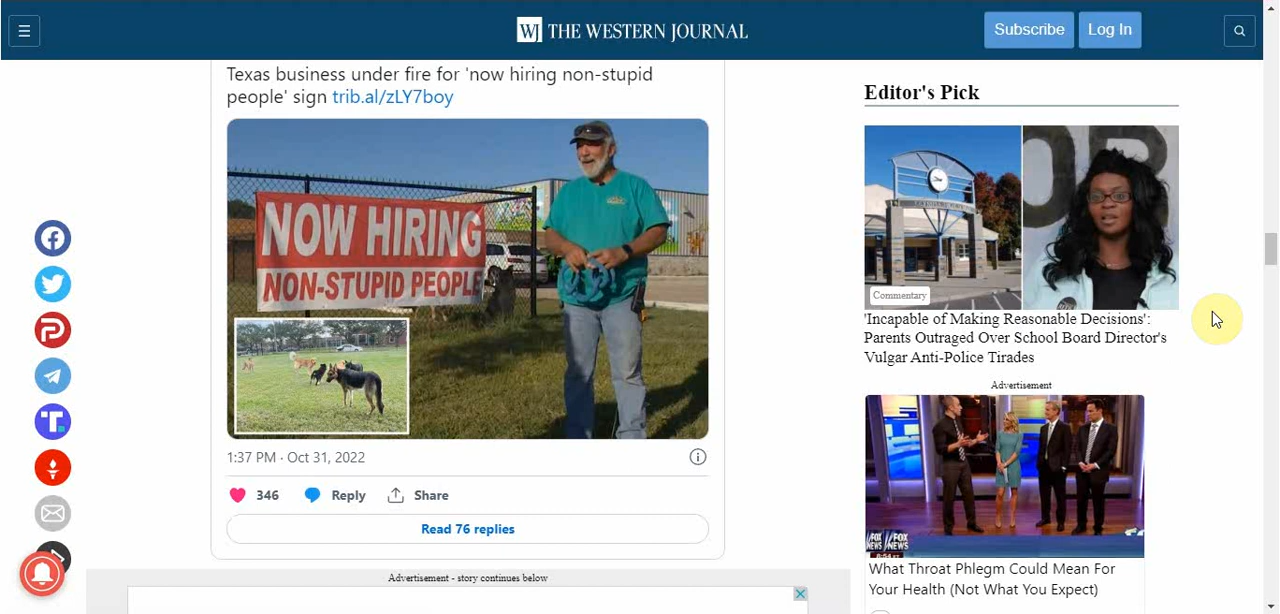 WJ THE WESTERN JOURNAL
Subscribe
Log In
Texas business under fire for 'now hiring non-stupid
people' sign trib.al/zLY7boy
NOW HIRING
NON-STUPID PEOPLE
1:37 PM · Oct 31, 2022
346
Reply
Share
Read 76 replies
Advertisement - story continues below
Editor's Pick
Commentary
'Incapable of Making Reasonable Decisions':
Parents Outraged Over School Board Director's
Vulgar Anti-Police Tirades
Advertisement
FOX NEWS
What Throat Phlegm Could Mean For
Your Health (Not What You Expect)